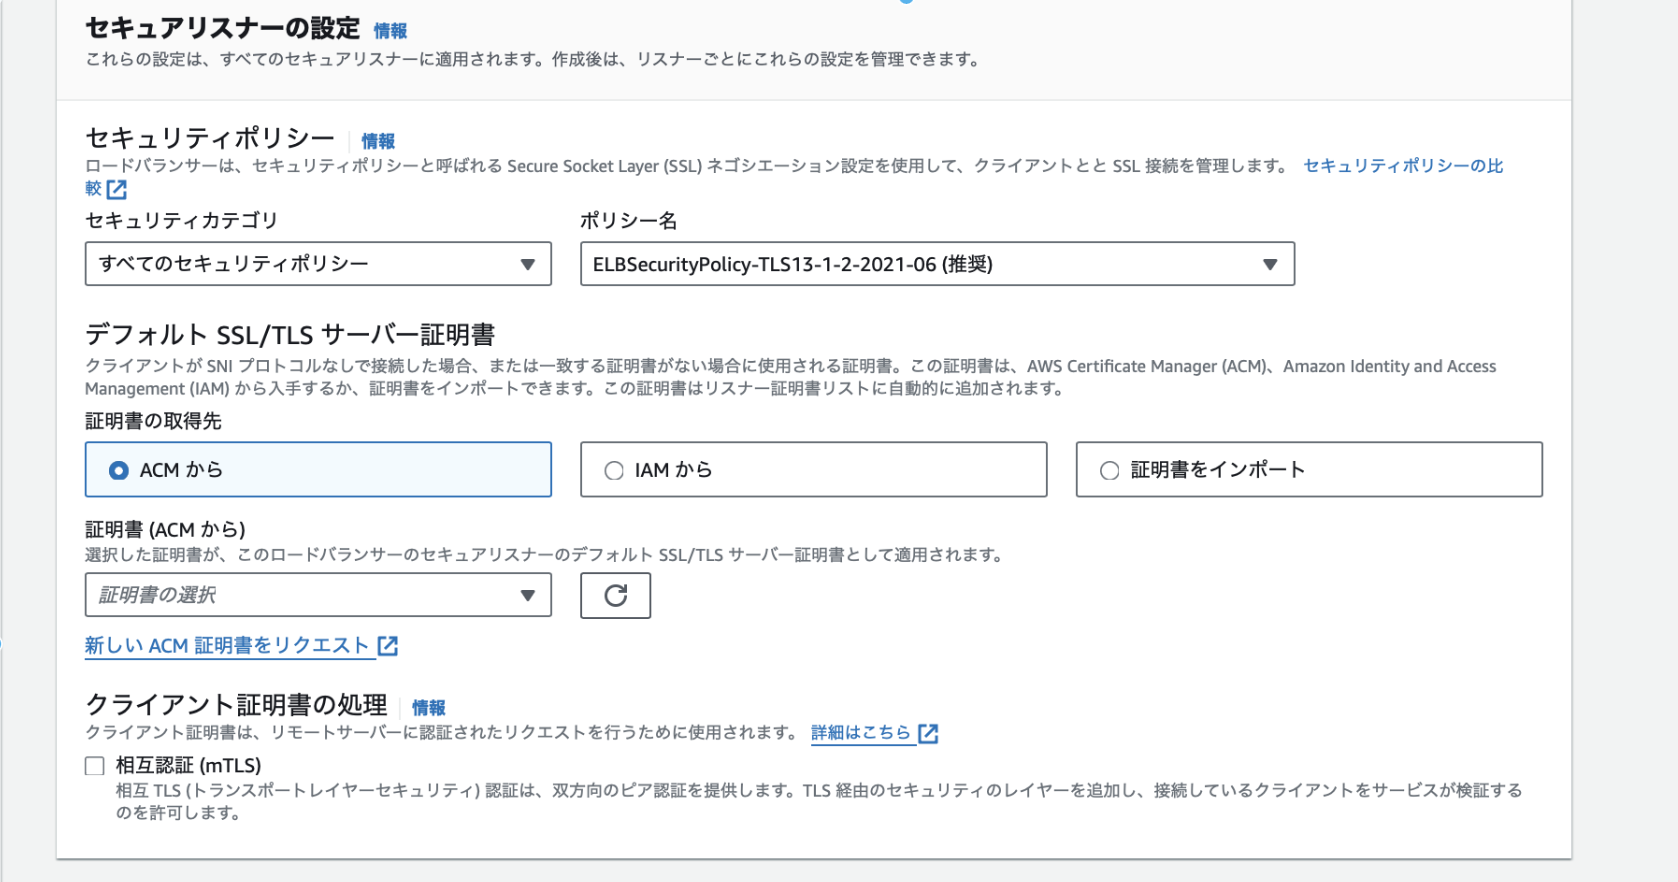 セキュアリスナーの設定 情報
これらの設定は、すべてのセキュアリスナーに適用されます。作成後は、リスナーごとにこれらの設定を管理できます。
セキュリティポリシー 情報
ロードバランサーは、セキュリティポリシーと呼ばれる Secure Socket Layer (SSL) ネゴシエーション設定を使用して、クライアントとと SSL 接続を管理します。 セキュリティポリシーの比
較
セキュリティカテゴリ ポリシー名
すべてのセキュリティポリシー ELBSecurityPolicy-TLS13-1-2-2021-06 (推奨)
デフォルト SSL/TLS サーバー証明書
クライアントが SNI プロトコルなしで接続した場合、または一致する証明書がない場合に使用される証明書。この証明書は、AWS Certificate Manager (ACM)、Amazon Identity and Access
Management (IAM) から入手するか、証明書をインポートできます。この証明書はリスナー証明書リストに自動的に追加されます。
証明書の取得先
ACM から IAM から 証明書をインポート
証明書 (ACM から)
選択した証明書が、このロードバランサーのセキュアリスナーのデフォルト SSL/TLS サーバー証明書として適用されます。
証明書の選択
新しい ACM 証明書をリクエスト
クライアント証明書の処理 情報
クライアント証明書は、リモートサーバーに認証されたリクエストを行うために使用されます。 詳細はこちら
相互認証 (mTLS)
相互 TLS (トランスポートレイヤーセキュリティ) 認証は、双方向のピア認証を提供します。TLS 経由のセキュリティのレイヤーを追加し、接続しているクライアントをサービスが検証する
のを許可します。